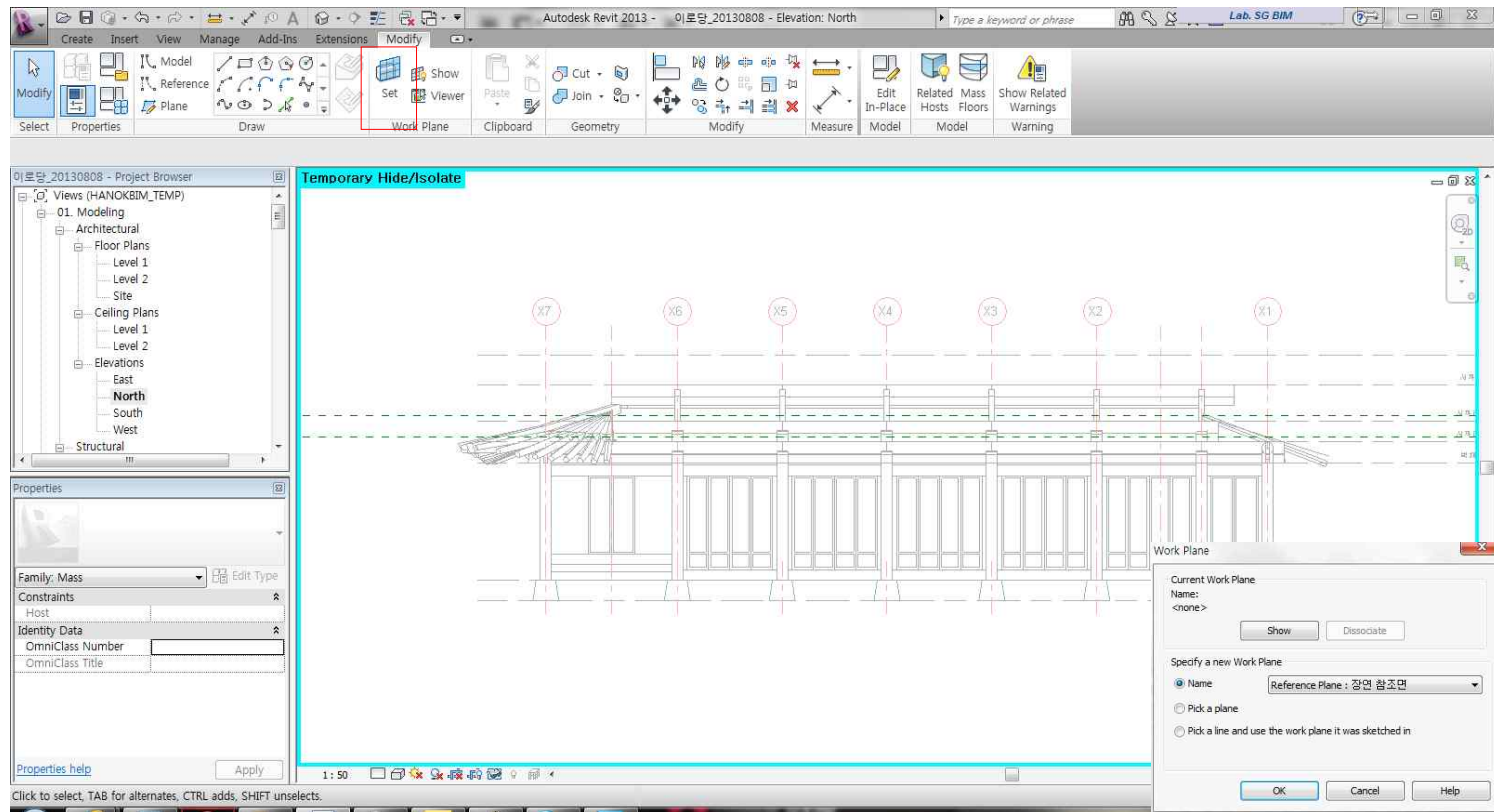 Autodesk Revit 2013 - 이로당_20130808 - Elevation: North
Type a keyword or phrase
Lab. SG BIM
Create Insert View Manage Add-Ins Extensions Modify
Modify
Model
Reference
Plane
Set
Show
Viewer
Paste
Cut
Join
Edit In-Place
Related Hosts
Mass Floors
Show Related Warnings
Select Properties Draw Work Plane Clipboard Geometry Modify Measure Model Model Warning
이로당_20130808 - Project Browser
Views (HANOKBIM_TEMP)
01. Modeling
Architectural
Floor Plans
Level 1
Level 2
Site
Ceiling Plans
Level 1
Level 2
Elevations
East
North
South
West
Structural
Temporary Hide/Isolate
2D
X7 X6 X5 X4 X3 X2 X1
Properties
Family: Mass
Edit Type
Constraints
Host
Identity Data
OmniClass Number
OmniClass Title
Properties help
Apply
1 : 50
Work Plane
Current Work Plane
Name:
<none>
Show Dissociate
Specify a new Work Plane
Name Reference Plane : 장연 참조면
Pick a plane
Pick a line and use the work plane it was sketched in
OK Cancel Help
Click to select, TAB for alternates, CTRL adds, SHIFT unselects.